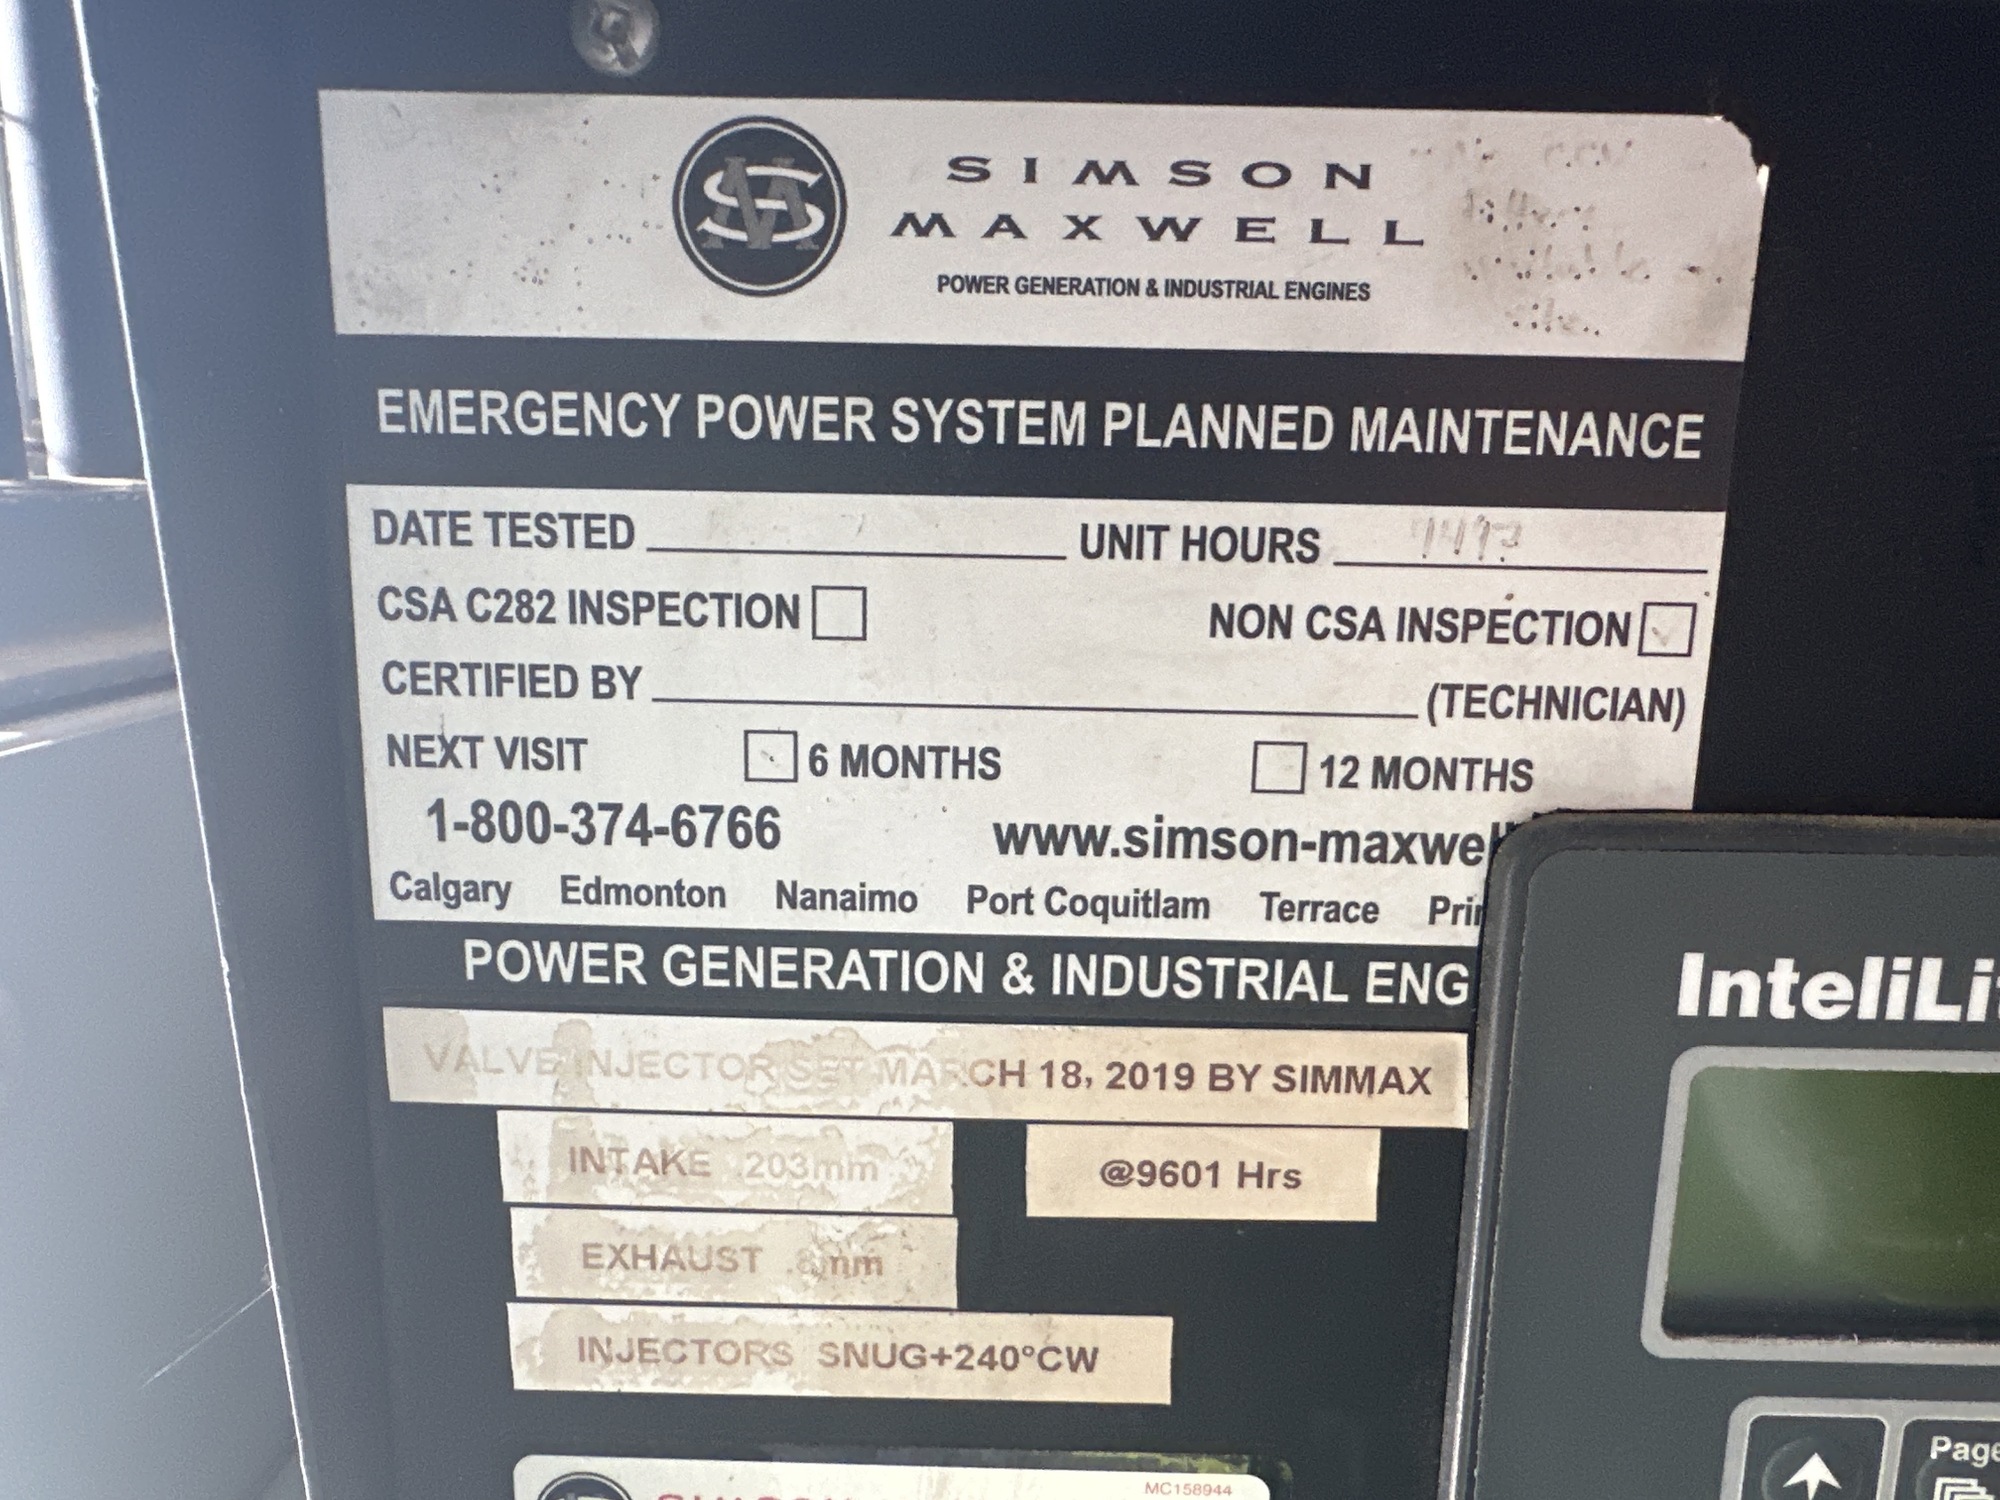 SIMSON
MAXWELL
POWER GENERATION & INDUSTRIAL ENGINES
EMERGENCY POWER SYSTEM PLANNED MAINTENANCE
DATE TESTED UNIT HOURS
CSA C282 INSPECTION NON CSA INSPECTION
CERTIFIED BY (TECHNICIAN)
NEXT VISIT 6 MONTHS 12 MONTHS
1-800-374-6766 www.simson-maxwel
Calgary Edmonton Nanaimo Port Coquitlam Terrace Prin
POWER GENERATION & INDUSTRIAL ENG
VALVE INJECTOR SET MARCH 18, 2019 BY SIMMAX
INTAKE .203mm @9601 Hrs
EXHAUST mm
INJECTORS SNUG+240°CW
MC158944
InteliLi
Page